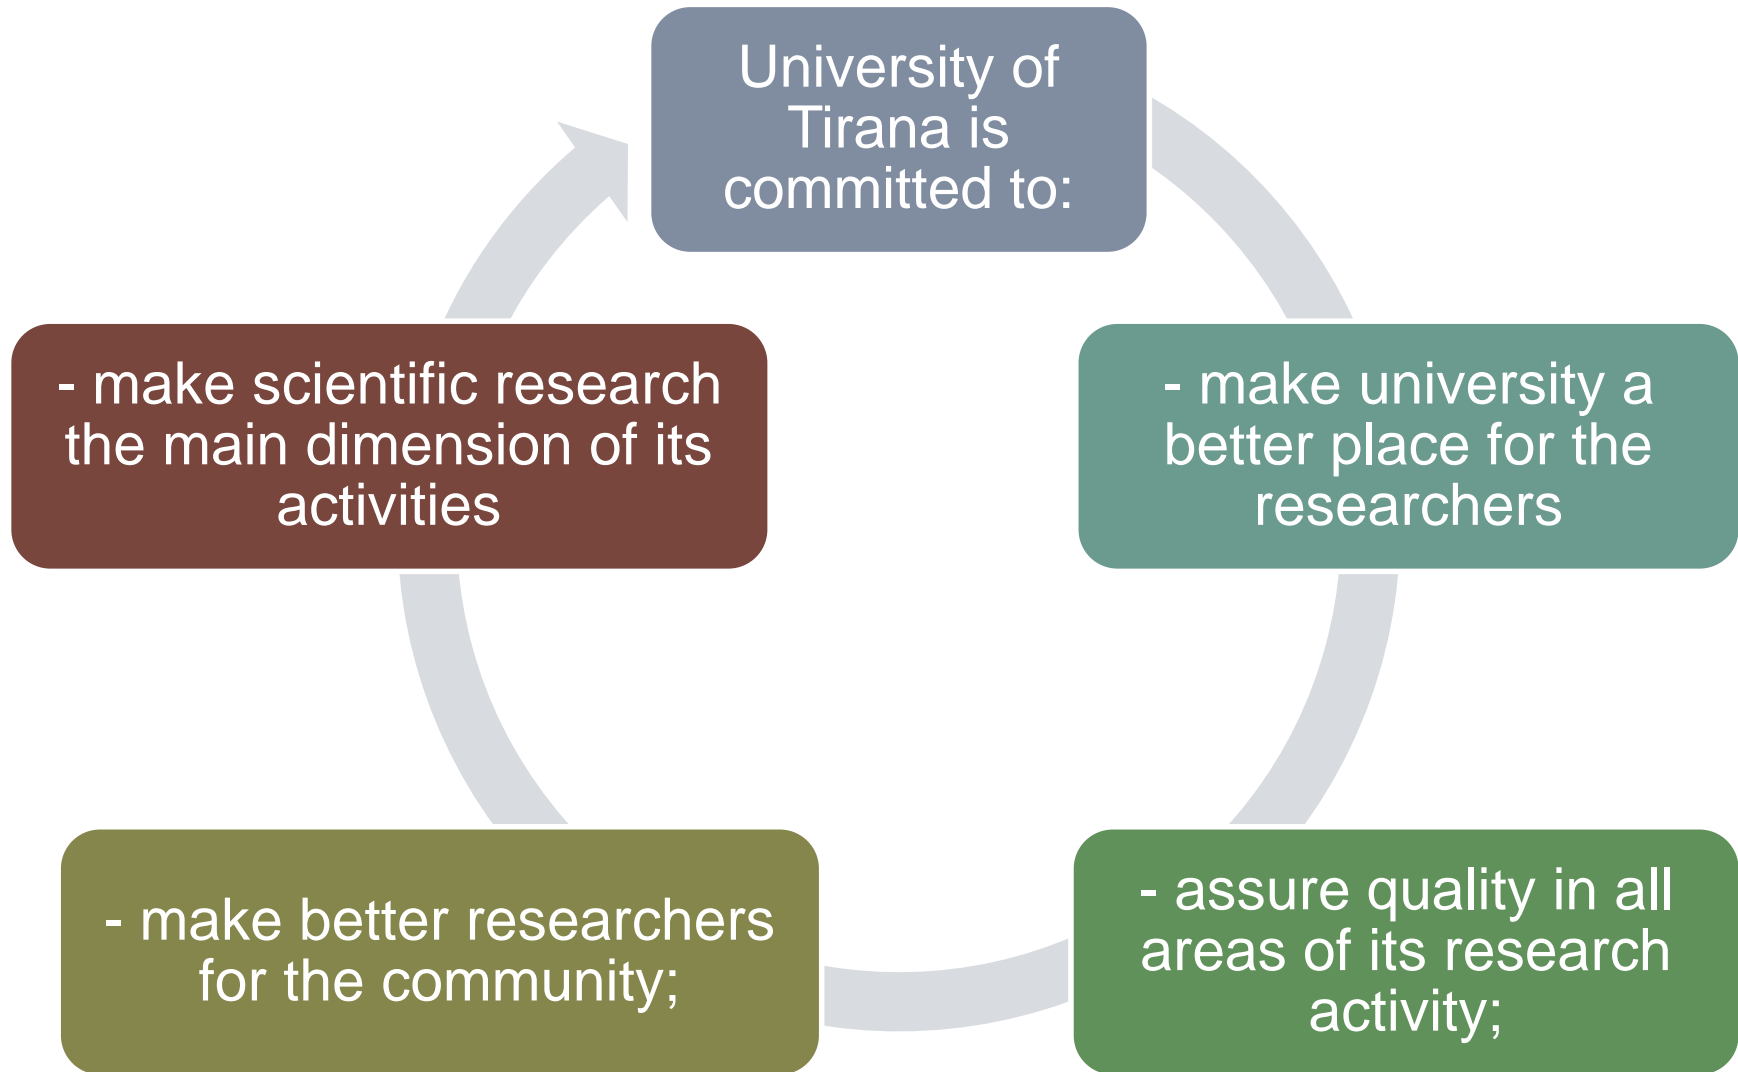 University of
Tirana is
committed to:
- make university a
better place for the
researchers
- assure quality in all
areas of its research
activity;
- make better researchers
for the community;
- make scientific research
the main dimension of its
activities